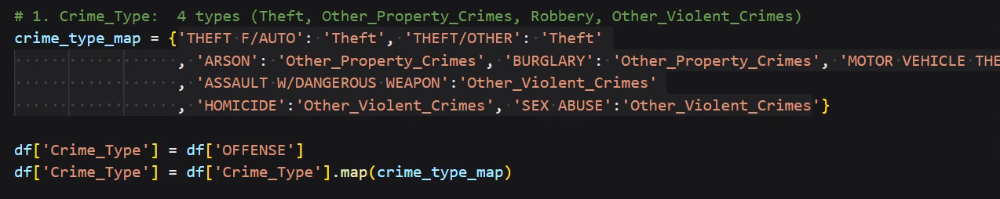 # 1. Crime_Type:  4 types (Theft, Other_Property_Crimes, Robbery, Other_Violent_Crimes)
crime_type_map = {'THEFT F/AUTO': 'Theft', 'THEFT/OTHER': 'Theft'
, 'ARSON': 'Other_Property_Crimes', 'BURGLARY': 'Other_Property_Crimes', 'MOTOR VEHICLE THE
, 'ASSAULT W/DANGEROUS WEAPON':'Other_Violent_Crimes'
, 'HOMICIDE':'Other_Violent_Crimes', 'SEX ABUSE':'Other_Violent_Crimes'}
df['Crime_Type'] = df['OFFENSE']
df['Crime_Type'] = df['Crime_Type'].map(crime_type_map)